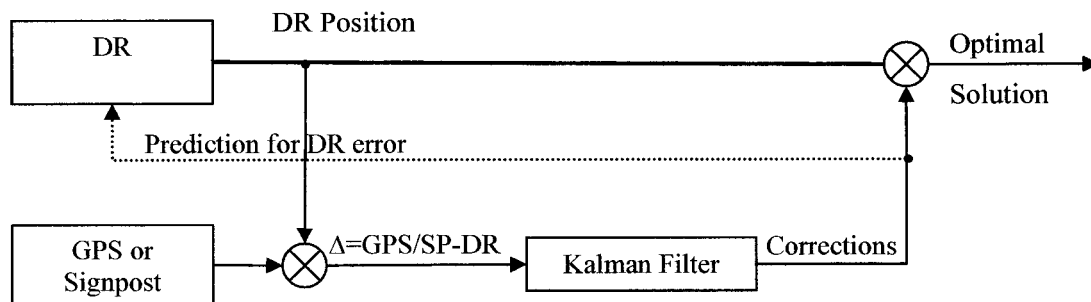 DR Position
DR
Optimal
Solution
Prediction for DR error
GPS or
Signpost
Δ=GPS/SP-DR
Kalman Filter
Corrections